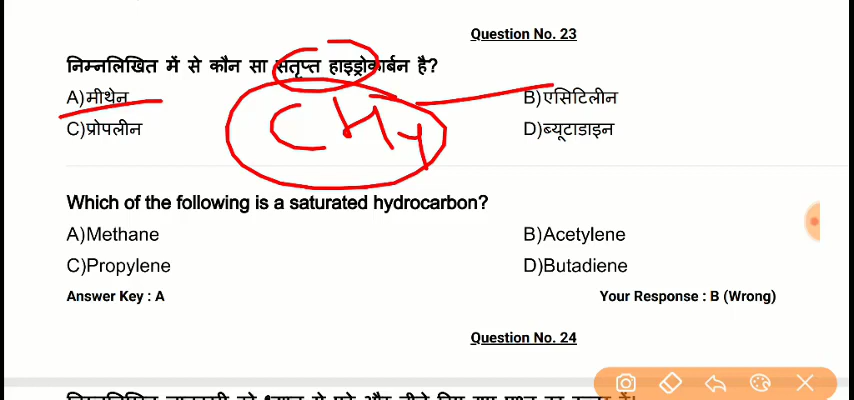 Question No. 23
निम्नलिखित में से कौन सा संतृप्त हाइड्रोकार्बन है?
A)मीथेन B)एसिटिलीन
CH4
C)प्रोपलीन D)ब्यूटाडाइन
Which of the following is a saturated hydrocarbon?
A)Methane B)Acetylene
C)Propylene D)Butadiene
Answer Key : A Your Response : B (Wrong)
Question No. 24